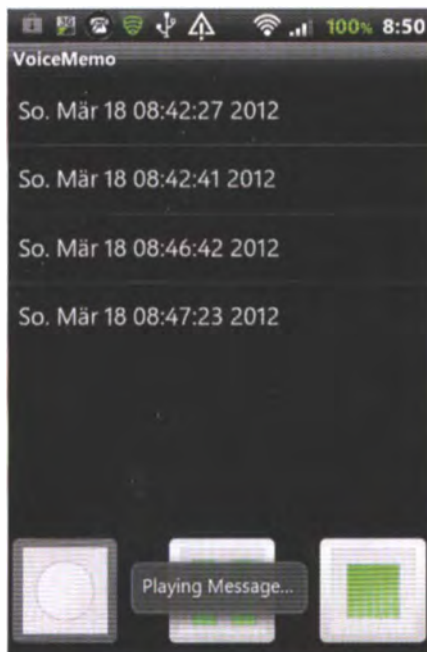 3G
100% 8:50
VoiceMemo
So. Mär 18 08:42:27 2012
So. Mär 18 08:42:41 2012
So. Mär 18 08:46:42 2012
So. Mär 18 08:47:23 2012
Playing Message...